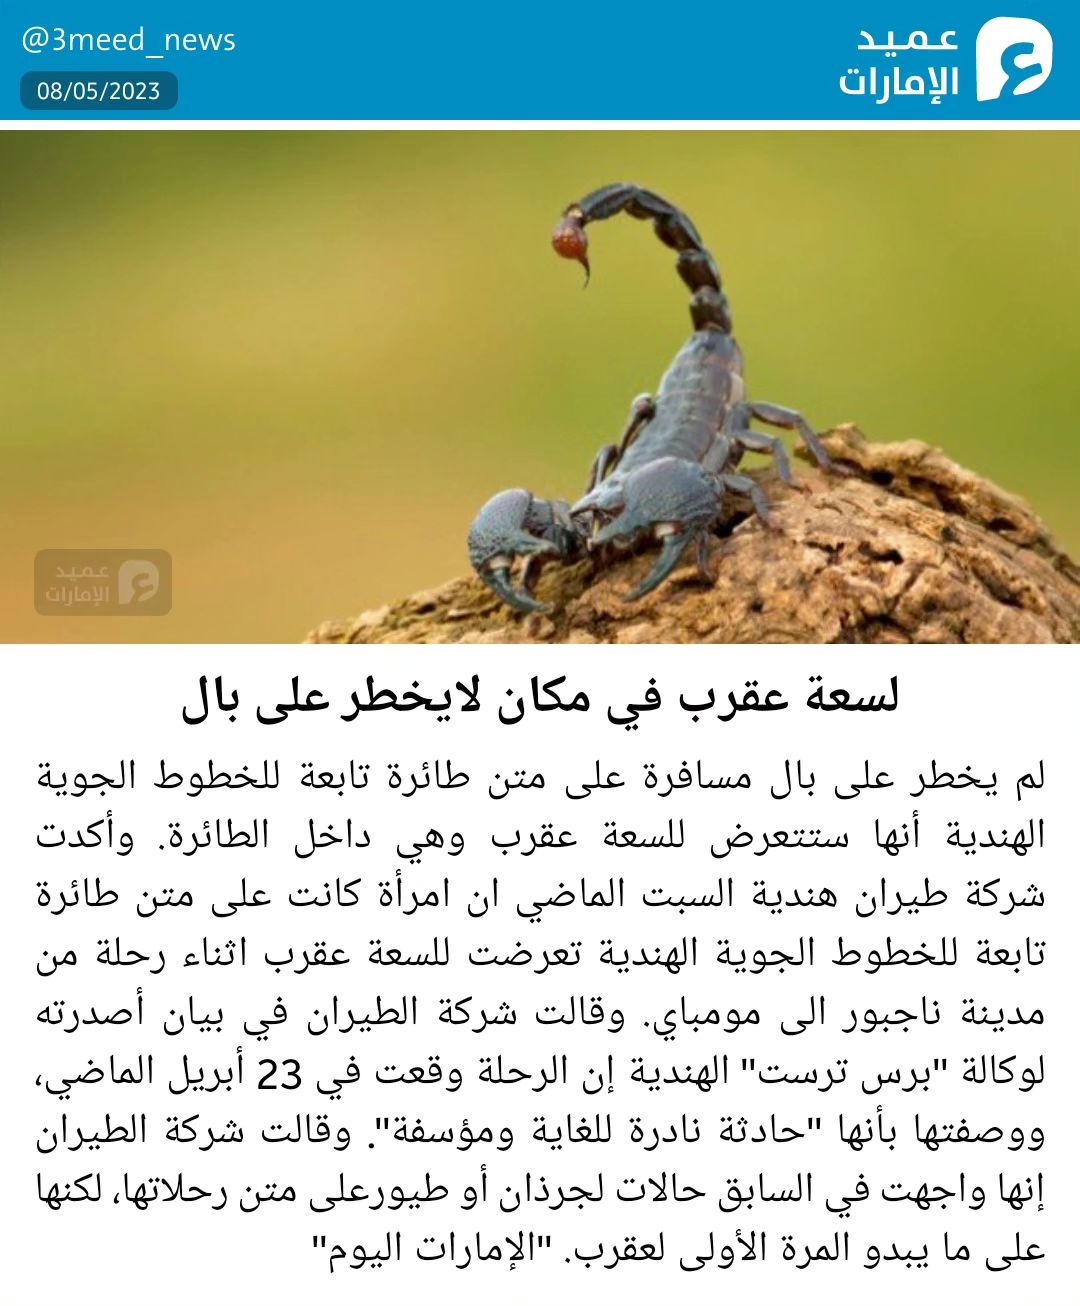 @3meed_news
08/05/2023
عميد
الإمارات
عميد
الإمارات
لسعة عقرب في مكان لايخطر على بال
لم يخطر على بال مسافرة على متن طائرة تابعة للخطوط الجوية
الهندية أنها ستتعرض للسعة عقرب وهي داخل الطائرة. وأكدت
شركة طيران هندية السبت الماضي ان امرأة كانت على متن طائرة
تابعة للخطوط الجوية الهندية تعرضت للسعة عقرب اثناء رحلة من
مدينة ناجبور الى مومباي. وقالت شركة الطيران في بيان أصدرته
لوكالة "برس ترست" الهندية إن الرحلة وقعت في 23 أبريل الماضي،
ووصفتها بأنها "حادثة نادرة للغاية ومؤسفة". وقالت شركة الطيران
إنها واجهت في السابق حالات لجرذان أو طيورعلى متن رحلاتها، لكنها
على ما يبدو المرة الأولى لعقرب. "الإمارات اليوم"